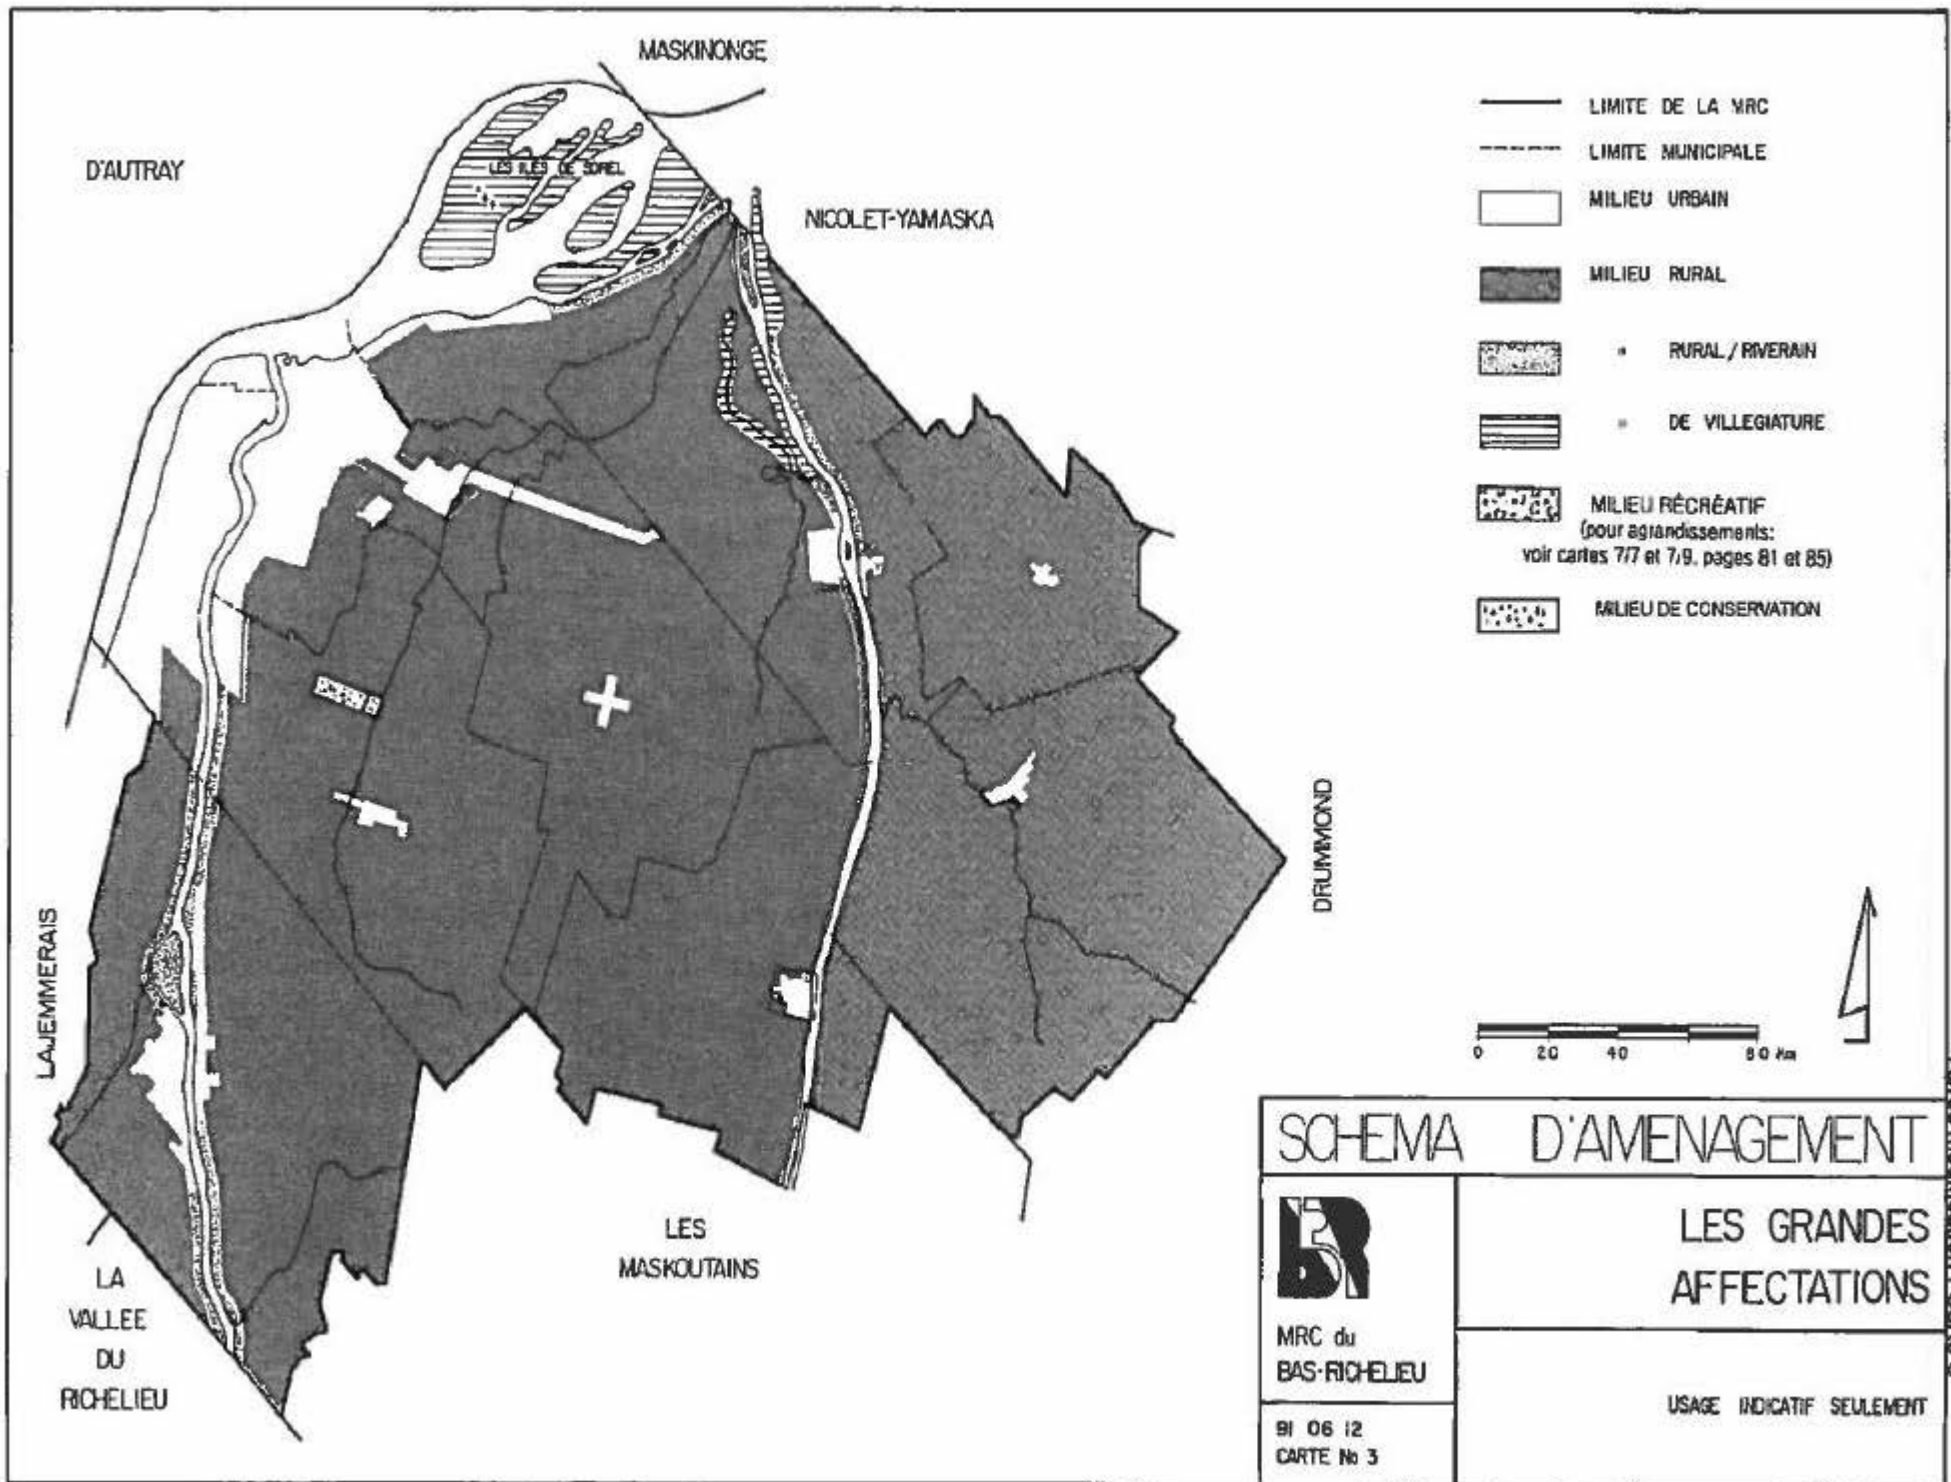 MASKINONGE
D'AUTRAY
LES ILES DE SOREL
NICOLET-YAMASKA
LIMITE DE LA MRC
LIMITE MUNICIPALE
MILIEU URBAIN
MILIEU RURAL
" RURAL / RIVERAIN
" DE VILLEGIATURE
MILIEU RÉCRÉATIF
(pour agrandissements:
voir cartes 7/7 et 7/9, pages 81 et 85)
MILIEU DE CONSERVATION
DRUMMOND
LAJEMMERAIS
LES
MASKOUTAINS
LA
VALLEE
DU
RICHELIEU
0 20 40 80 Km
SCHEMA D'AMENAGEMENT
LES GRANDES
AFFECTATIONS
MRC du
BAS-RICHELIEU
USAGE INDICATIF SEULEMENT
91 06 12
CARTE No 3